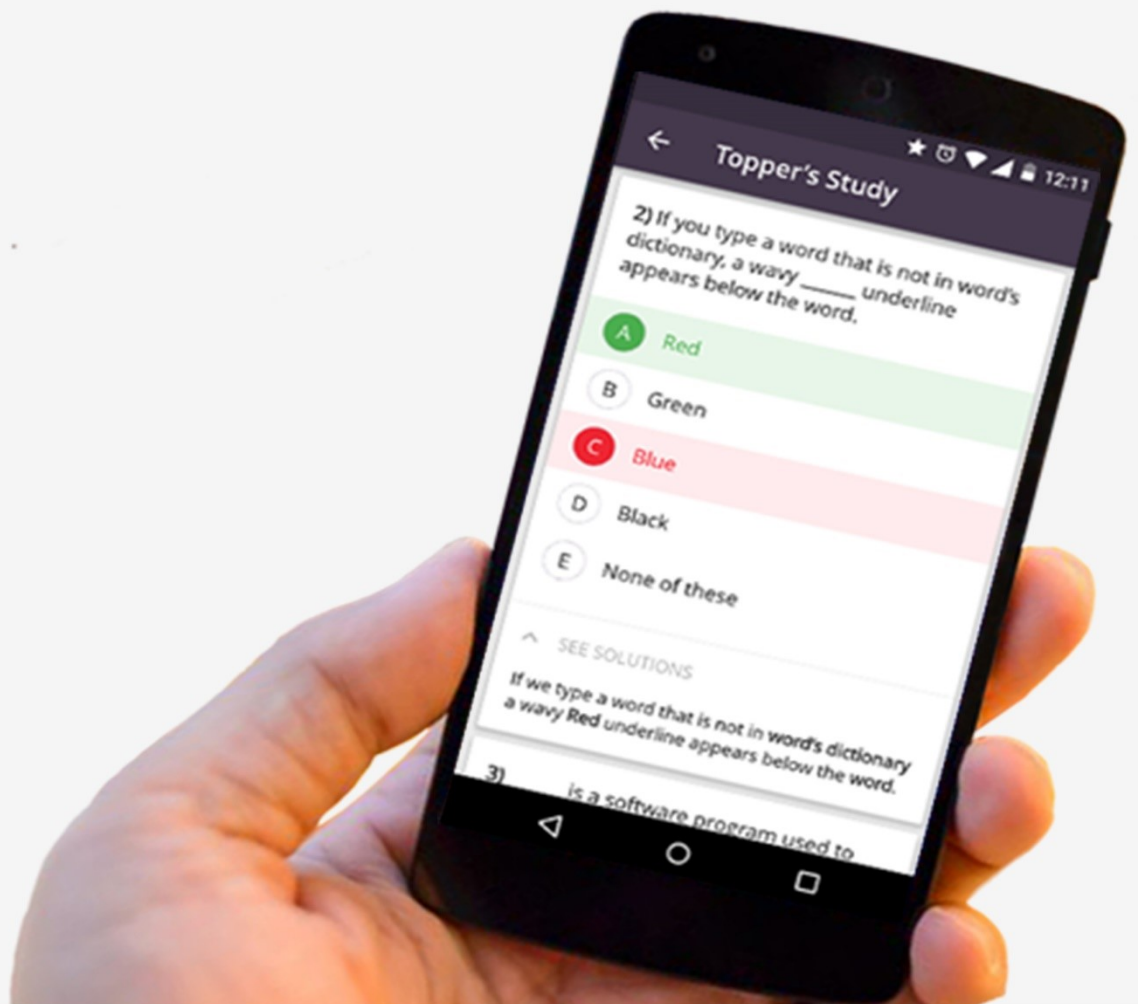 12:11
Topper's Study
2) If you type a word that is not in word's
dictionary, a wavy ______ underline
appears below the word.
A Red
B Green
C Blue
D Black
E None of these
SEE SOLUTIONS
If we type a word that is not in word's dictionary
a wavy Red underline appears below the word.
3) ______ is a software program used to